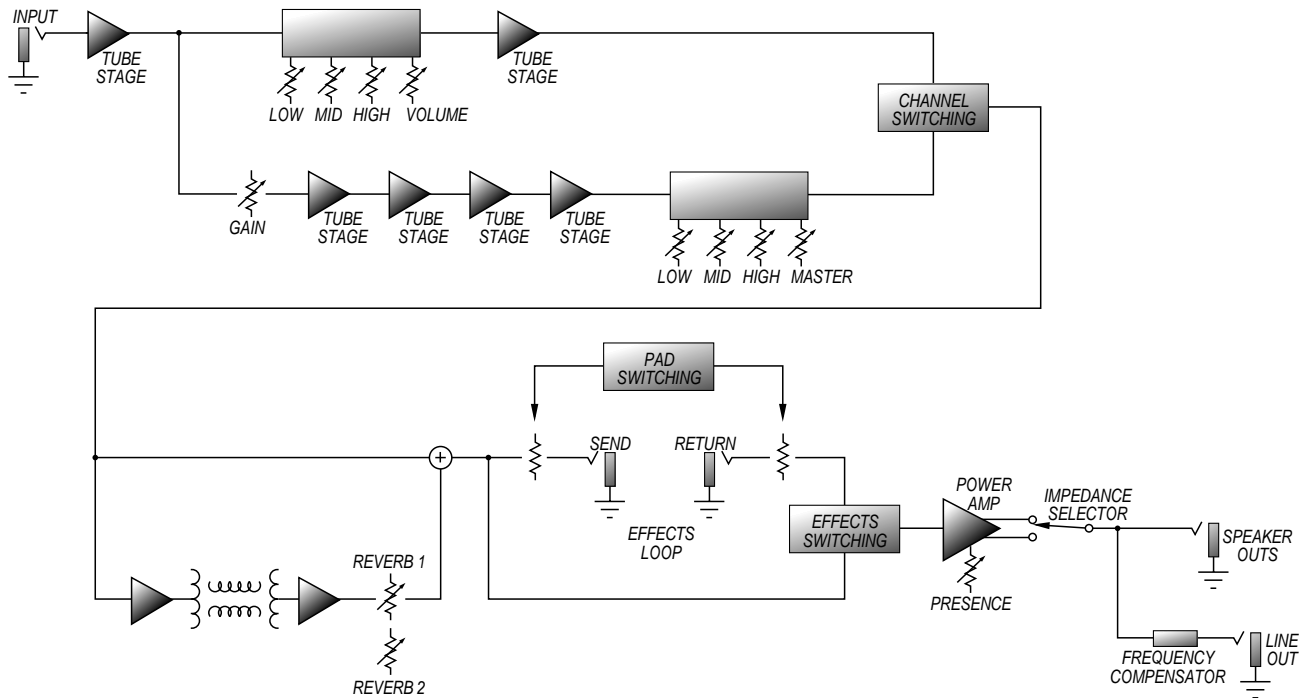 INPUT
TUBE
STAGE
LOW MID HIGH VOLUME
TUBE
STAGE
CHANNEL
SWITCHING
GAIN
TUBE
STAGE
TUBE
STAGE
TUBE
STAGE
TUBE
STAGE
LOW MID HIGH MASTER
PAD
SWITCHING
+
SEND
RETURN
EFFECTS
LOOP
EFFECTS
SWITCHING
POWER
AMP
PRESENCE
IMPEDANCE
SELECTOR
SPEAKER
OUTS
REVERB 1
REVERB 2
FREQUENCY
COMPENSATOR
LINE
OUT